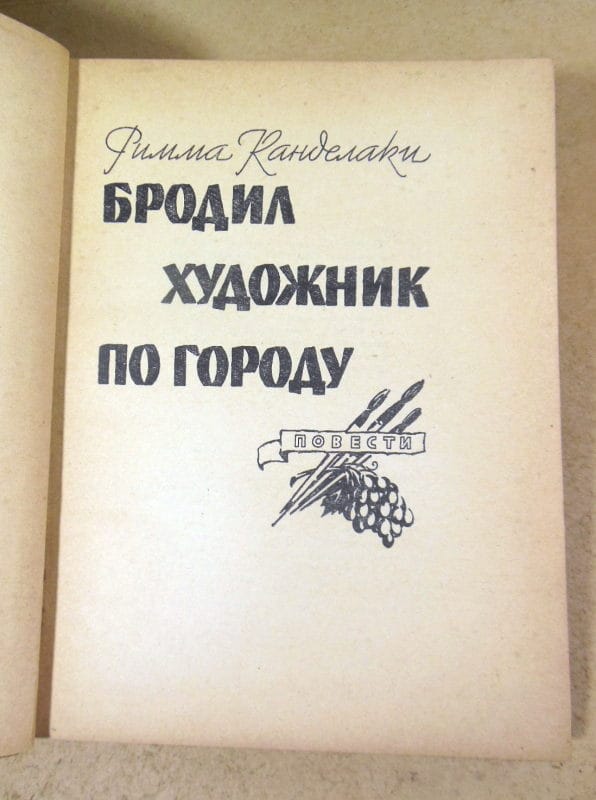 Римма Канделаки
БРОДИЛ
ХУДОЖНИК
ПО ГОРОДУ
ПОВЕСТИ